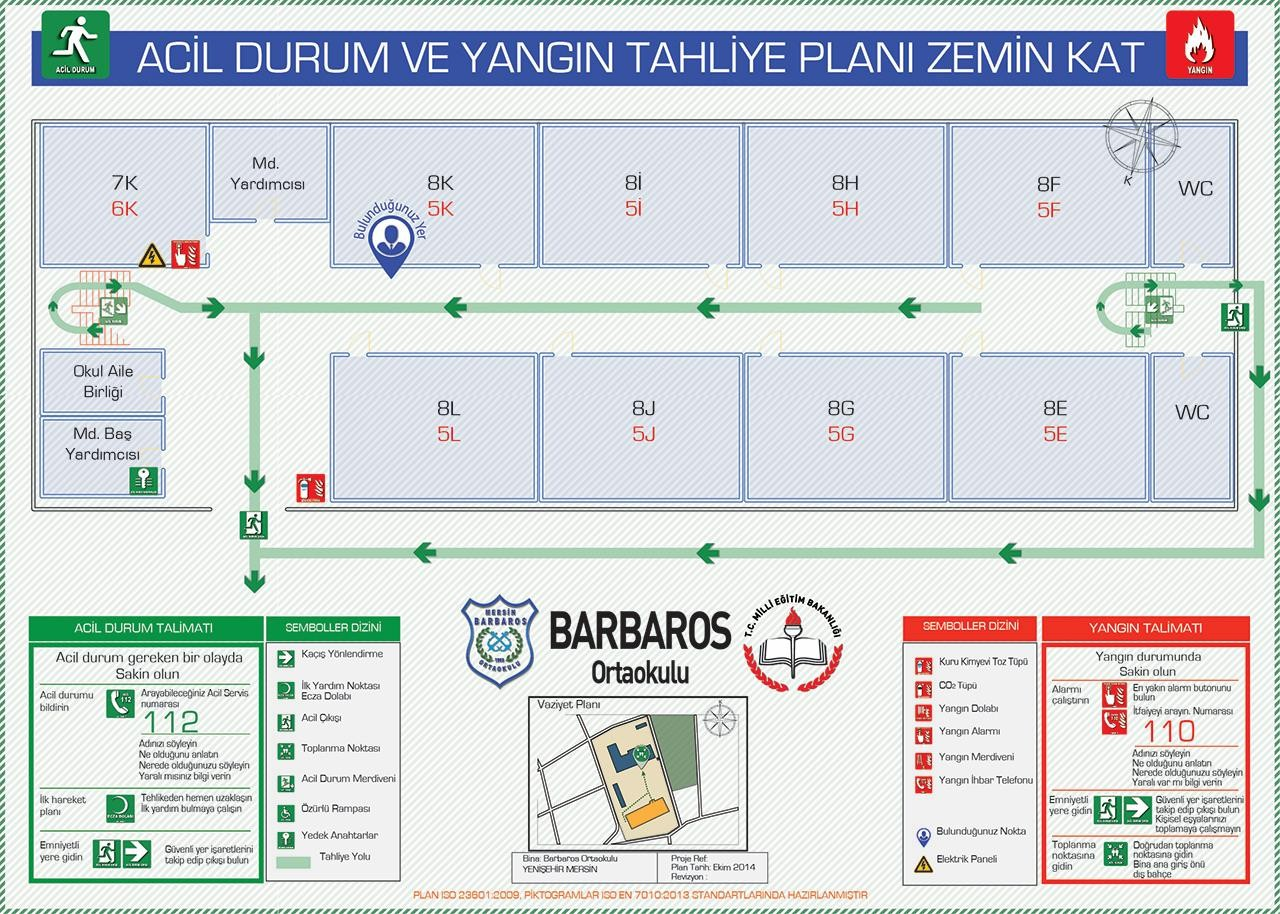 ACİL DURUM
ACİL DURUM VE YANGIN TAHLİYE PLANI ZEMİN KAT
YANGIN
7K
6K
Md.
Yardımcısı
8K
5K
8İ
5İ
8H
5H
8F
5F
K
WC
Bulunduğunuz Yer
Okul Aile
Birliği
Md. Baş
Yardımcısı
8L
5L
8J
5J
8G
5G
8E
5E
WC
ACİL DURUM TALİMATI
Acil durum gereken bir olayda
Sakin olun
Acil durumu
bildirin
112
Arayabileceğiniz Acil Servis
numarası
112
Adınızı söyleyin
Ne olduğunu anlatın
Nerede olduğunuzu söyleyin
Yaralı mısınız bilgi verin
İlk hareket
planı
ECZA DOLABI
Tehlikeden hemen uzaklaşın
İlk yardım bulmaya çalışın
Emniyetli
yere gidin
Güvenli yer işaretlerini
takip edip çıkışı bulun
SEMBOLLER DİZİNİ
Kaçış Yönlendirme
İlk Yardım Noktası
Ecza Dolabı
Acil Çıkışı
Toplanma Noktası
Acil Durum Merdiveni
Özürlü Rampası
Yedek Anahtarlar
Tahliye Yolu
MERSİN
BARBAROS
ORTAOKULU
BARBAROS
Ortaokulu
T.C. MİLLİ EĞİTİM BAKANLIĞI
Vaziyet Planı
Bina: Barbaros Ortaokulu
YENİŞEHİR MERSİN
Proje Ref:
Plan Tarih: Ekim 2014
Revizyon :
SEMBOLLER DİZİNİ
Kuru Kimyevi Toz Tüpü
CO2 Tüpü
Yangın Dolabı
Yangın Alarmı
Yangın Merdiveni
Yangın İhbar Telefonu
Bulunduğunuz Nokta
Elektrik Paneli
YANGIN TALİMATI
Yangın durumunda
Sakin olun
Alarmı
çalıştırın
En yakın alarm butonunu
bulun
İtfaiyeyi arayın. Numarası
110
Adınızı söyleyin
Ne olduğunu anlatın
Nerede olduğunuzu söyleyin
Yaralı var mı bilgi verin
Emniyetli
yere gidin
Güvenli yer işaretlerini
takip edip çıkışı bulun
Kişisel eşyalarınızı
toplamaya çalışmayın
Toplanma
noktasına
gidin
Doğrudan toplanma
noktasına gidin
Bina ana giriş önü
dış bahçe
PLAN ISO 23601:2009, PİKTOGRAMLAR ISO EN 7010:2013 STANDARTLARINDA HAZIRLANMIŞTIR